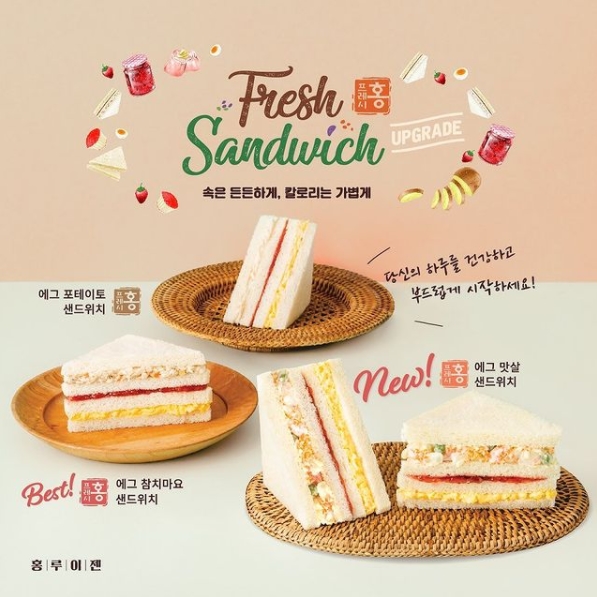 Fresh
프레시 홍
Sandwich
UPGRADE
속은 든든하게, 칼로리는 가볍게
당신의 하루를 건강하고
부드럽게 시작하세요!
에그 포테이토
샌드위치
프레시 홍
New!
프레시 홍
에그 맛살
샌드위치
Best!
프레시 홍
에그 참치마요
샌드위치
홍|루|이|젠